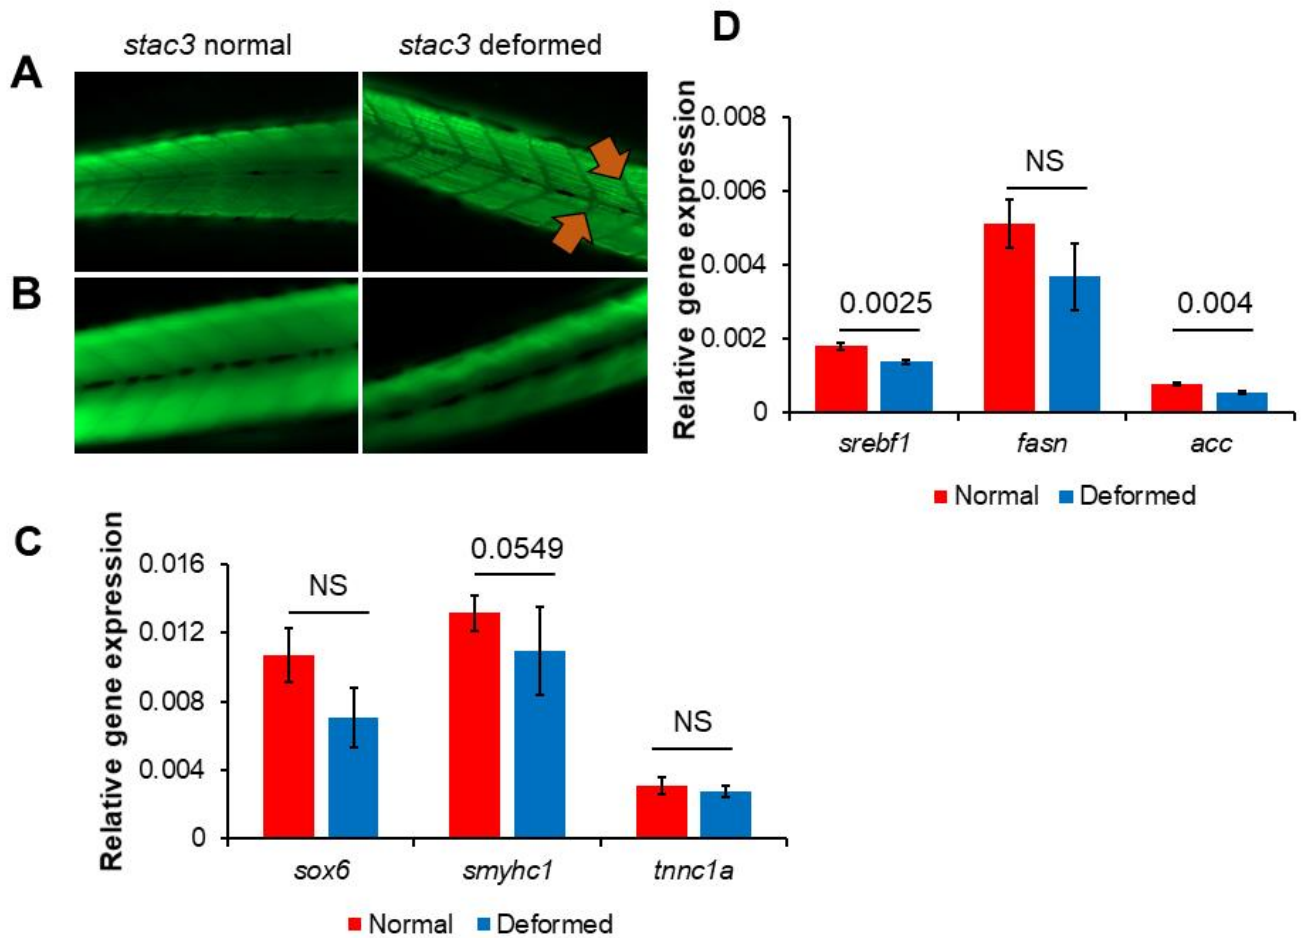 stac3 normal
stac3 deformed
A
B
D
Relative gene expression
0.008
0.006
0.004
0.002
0
NS
0.0025
0.004
srebf1
fasn
acc
Normal
Deformed
C
Relative gene expression
0.016
0.012
0.008
0.004
0
NS
0.0549
NS
sox6
smyhc1
tnnc1a
Normal
Deformed